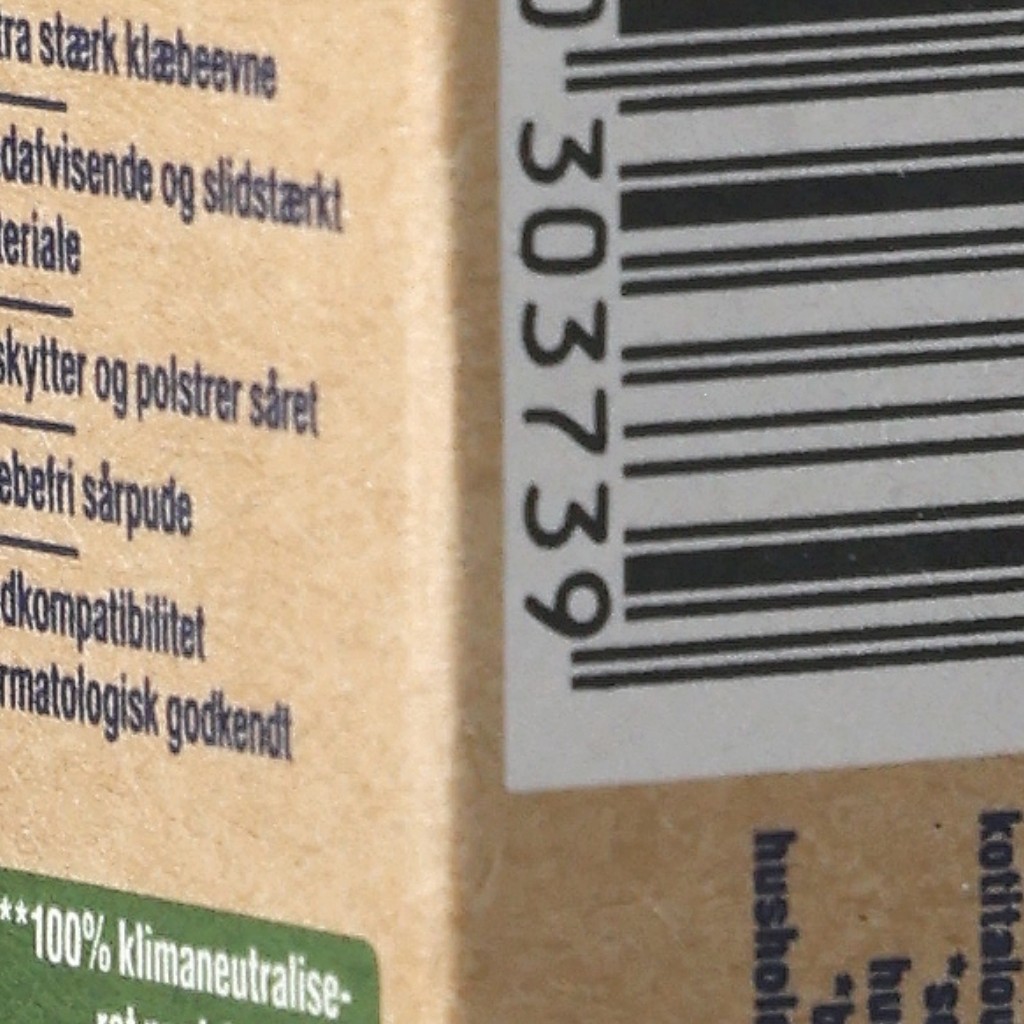 tra stærk klæbeevne
dafvisende og slidstærkt
teriale
skytter og polstrer såret
ebefri sårpude
dkompatibilitet
rmatologisk godkendt
**100% klimaneutralise-
0 303739